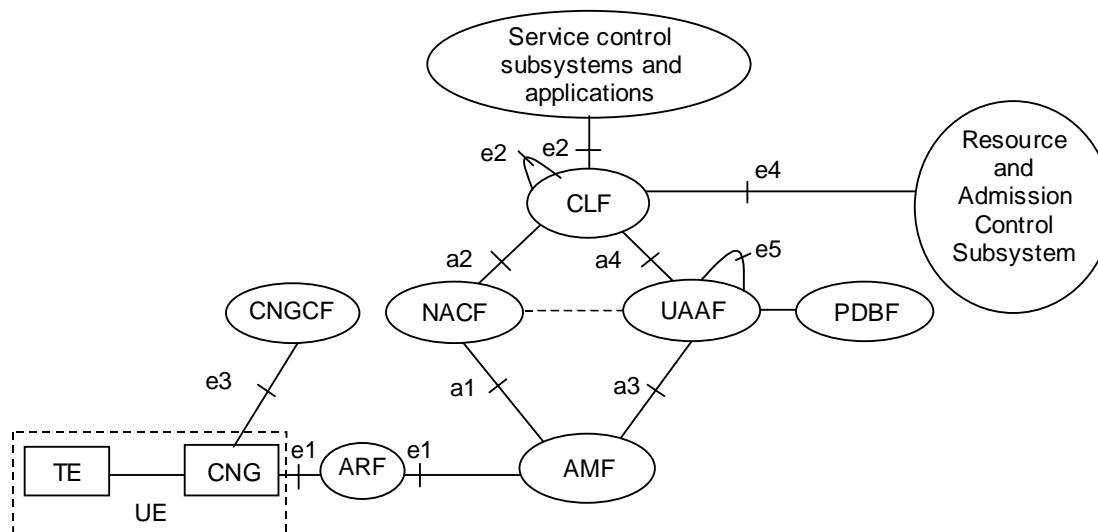 Service control
subsystems and
applications
e2
e2
Resource
and
Admission
Control
Subsystem
e4
CLF
a2
a4
e5
CNGCF
NACF
UAAF
PDBF
e3
a1
a3
TE
CNG
e1
ARF
e1
AMF
UE